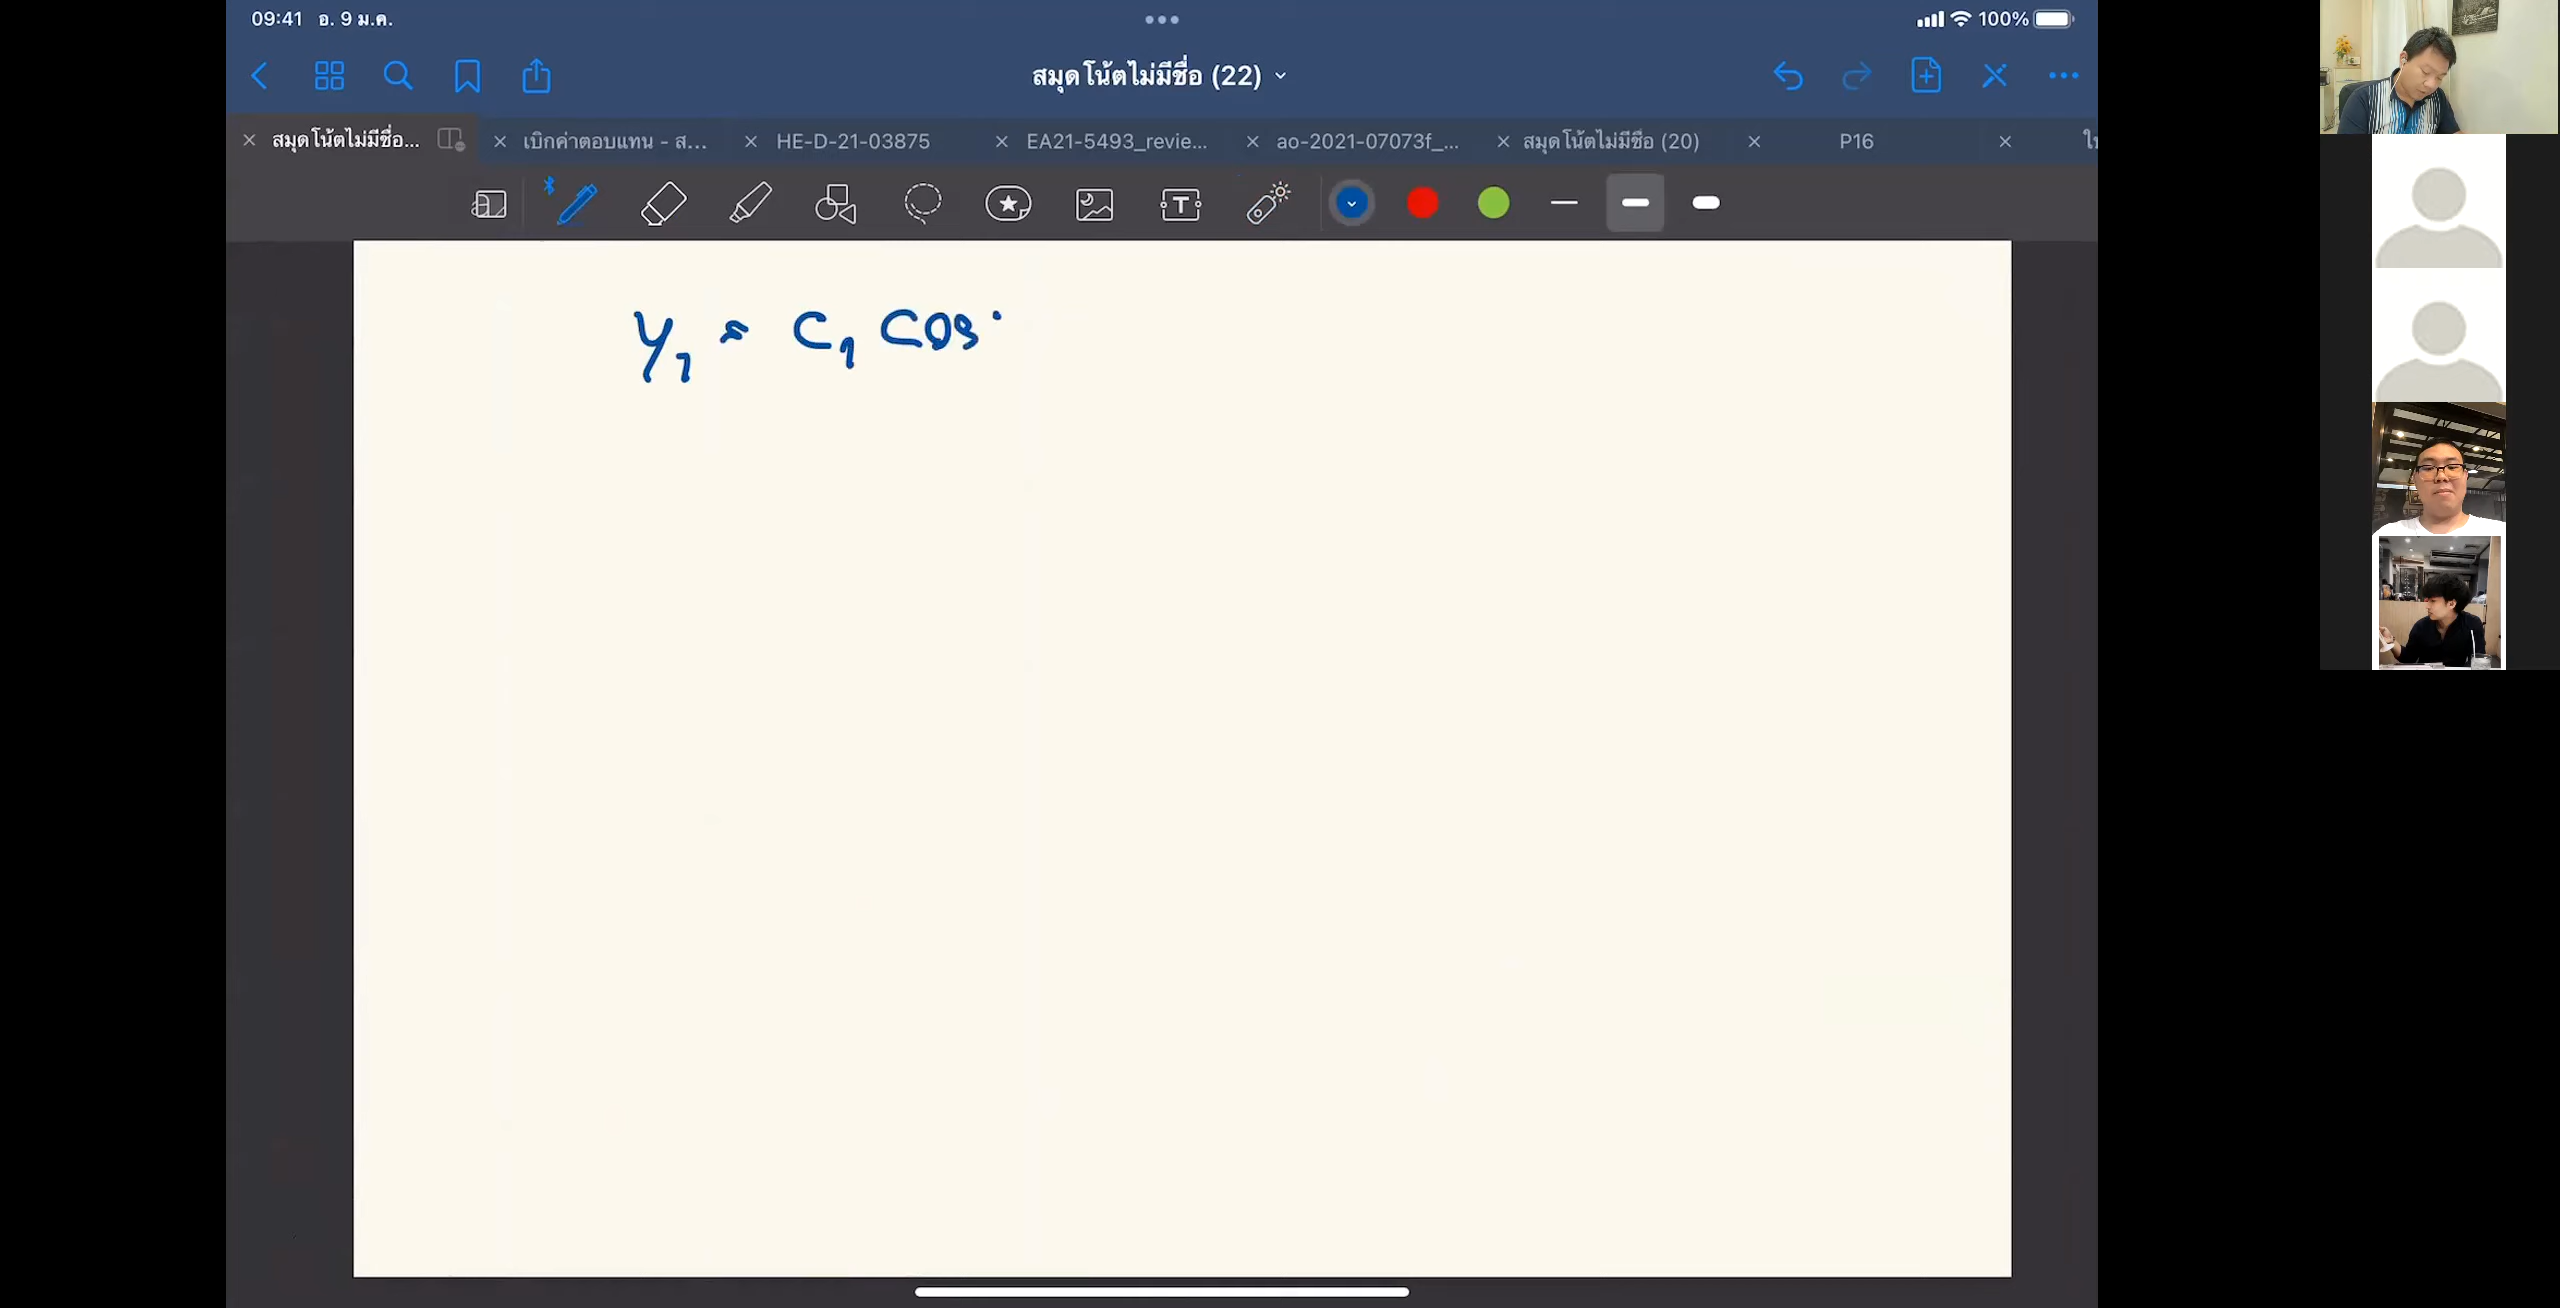 09:41 อ. 9 ม.ค.
100%
สมุดโน้ตไม่มีชื่อ (22)
สมุดโน้ตไม่มีชื่อ...
เบิกค่าตอบแทน - ส...
HE-D-21-03875
EA21-5493_revie...
ao-2021-07073f_...
สมุดโน้ตไม่มีชื่อ (20)
P16
y₁ = c₁ cos